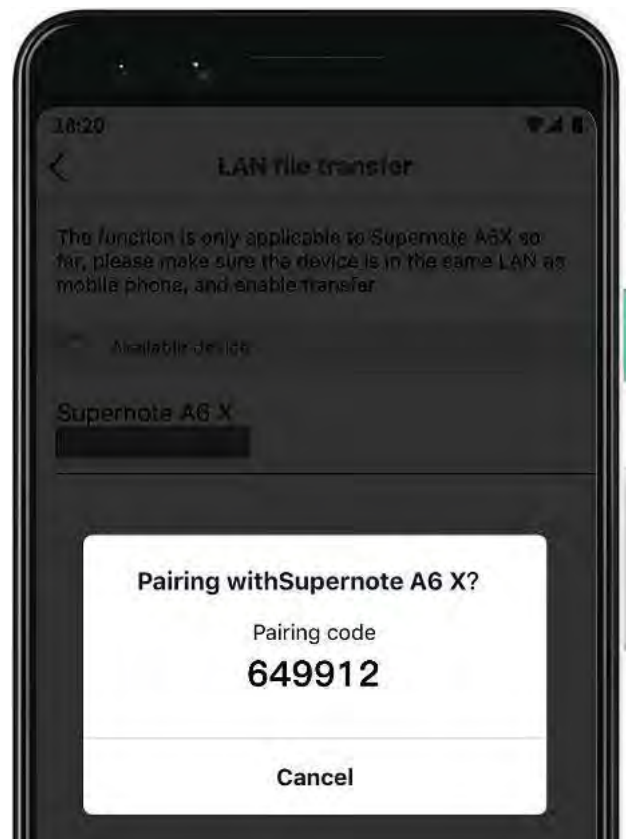 18:20
LAN file transfer
The function is only applicable to Supernote A6X so
far, please make sure the device is in the same LAN as
mobile phone, and enable transfer
Available device
Supernote A6 X
Pairing withSupernote A6 X?
Pairing code
649912
Cancel